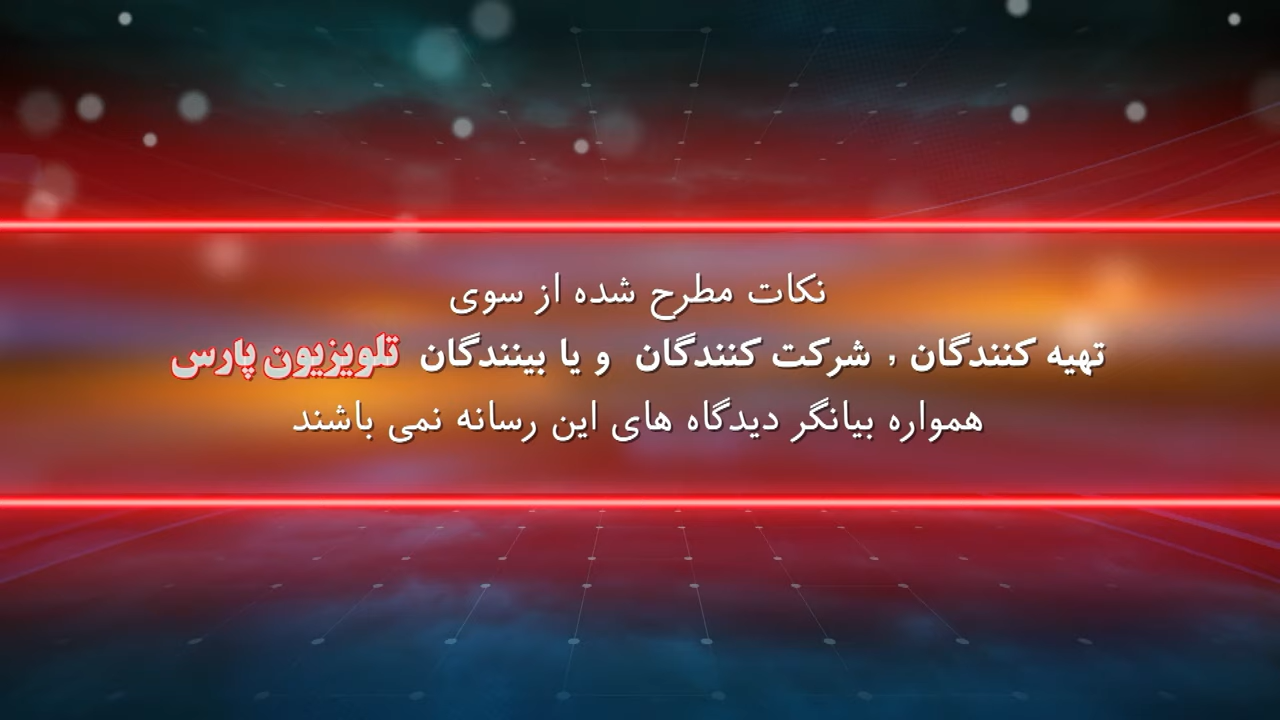 نکات مطرح شده از سوی
تهیه کنندگان , شرکت کنندگان و یا بینندگان تلویزیون پارس
همواره بیانگر دیدگاه های این رسانه نمی باشند